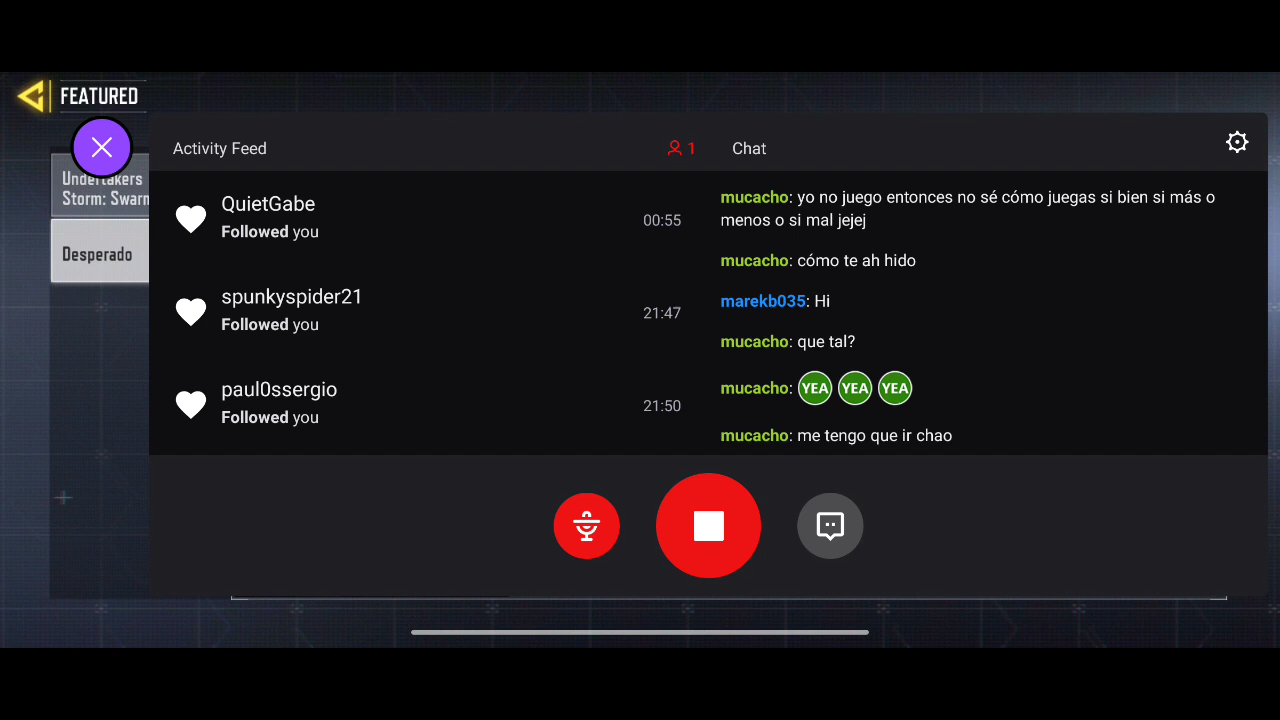 FEATURED
Undertakers
Storm: Swarm
Desperado
Activity Feed
1
Chat
QuietGabe
Followed you
00:55
spunkyspider21
Followed you
21:47
paul0ssergio
Followed you
21:50
mucacho: yo no juego entonces no sé cómo juegas si bien si más o
menos o si mal jejej
mucacho: cómo te ah hido
marekb035: Hi
mucacho: que tal?
mucacho: YEA YEA YEA
mucacho: me tengo que ir chao